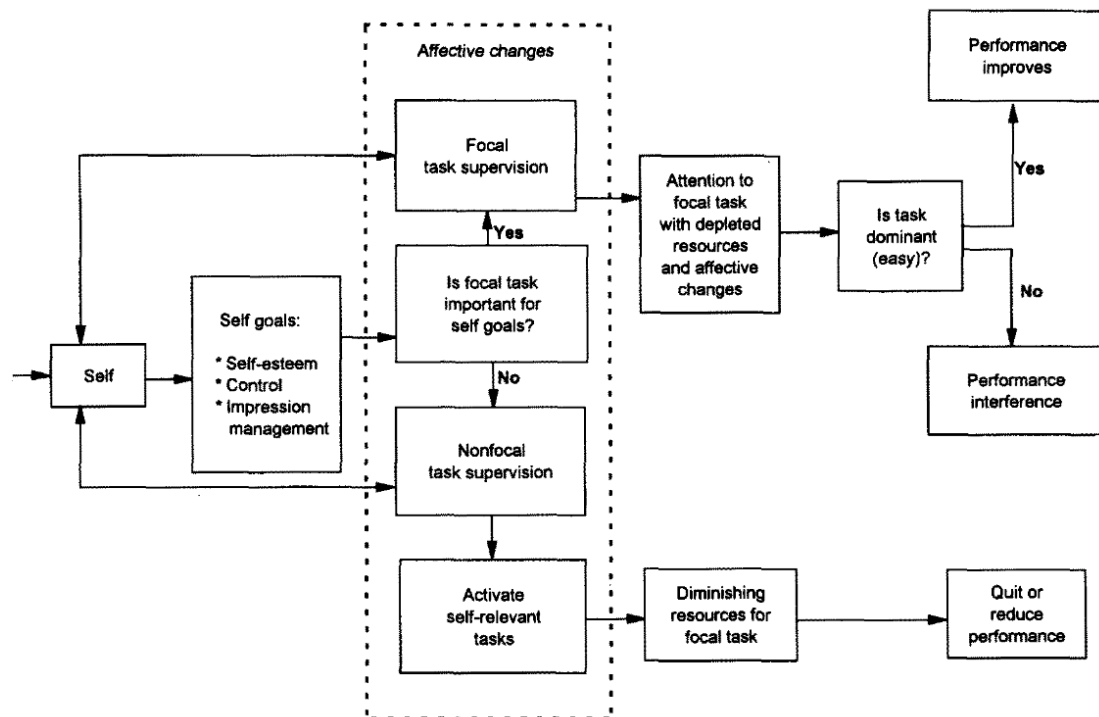 Affective changes
Performance
improves
Focal
task supervision
Yes
Attention to
focal task
with depleted
resources
and affective
changes
Is task
dominant
(easy)?
Yes
Is focal task
important for
self goals?
No
Self goals:
* Self-esteem
* Control
* Impression
management
Self
No
Performance
interference
Nonfocal
task supervision
Activate
self-relevant
tasks
Diminishing
resources for
focal task
Quit or
reduce
performance